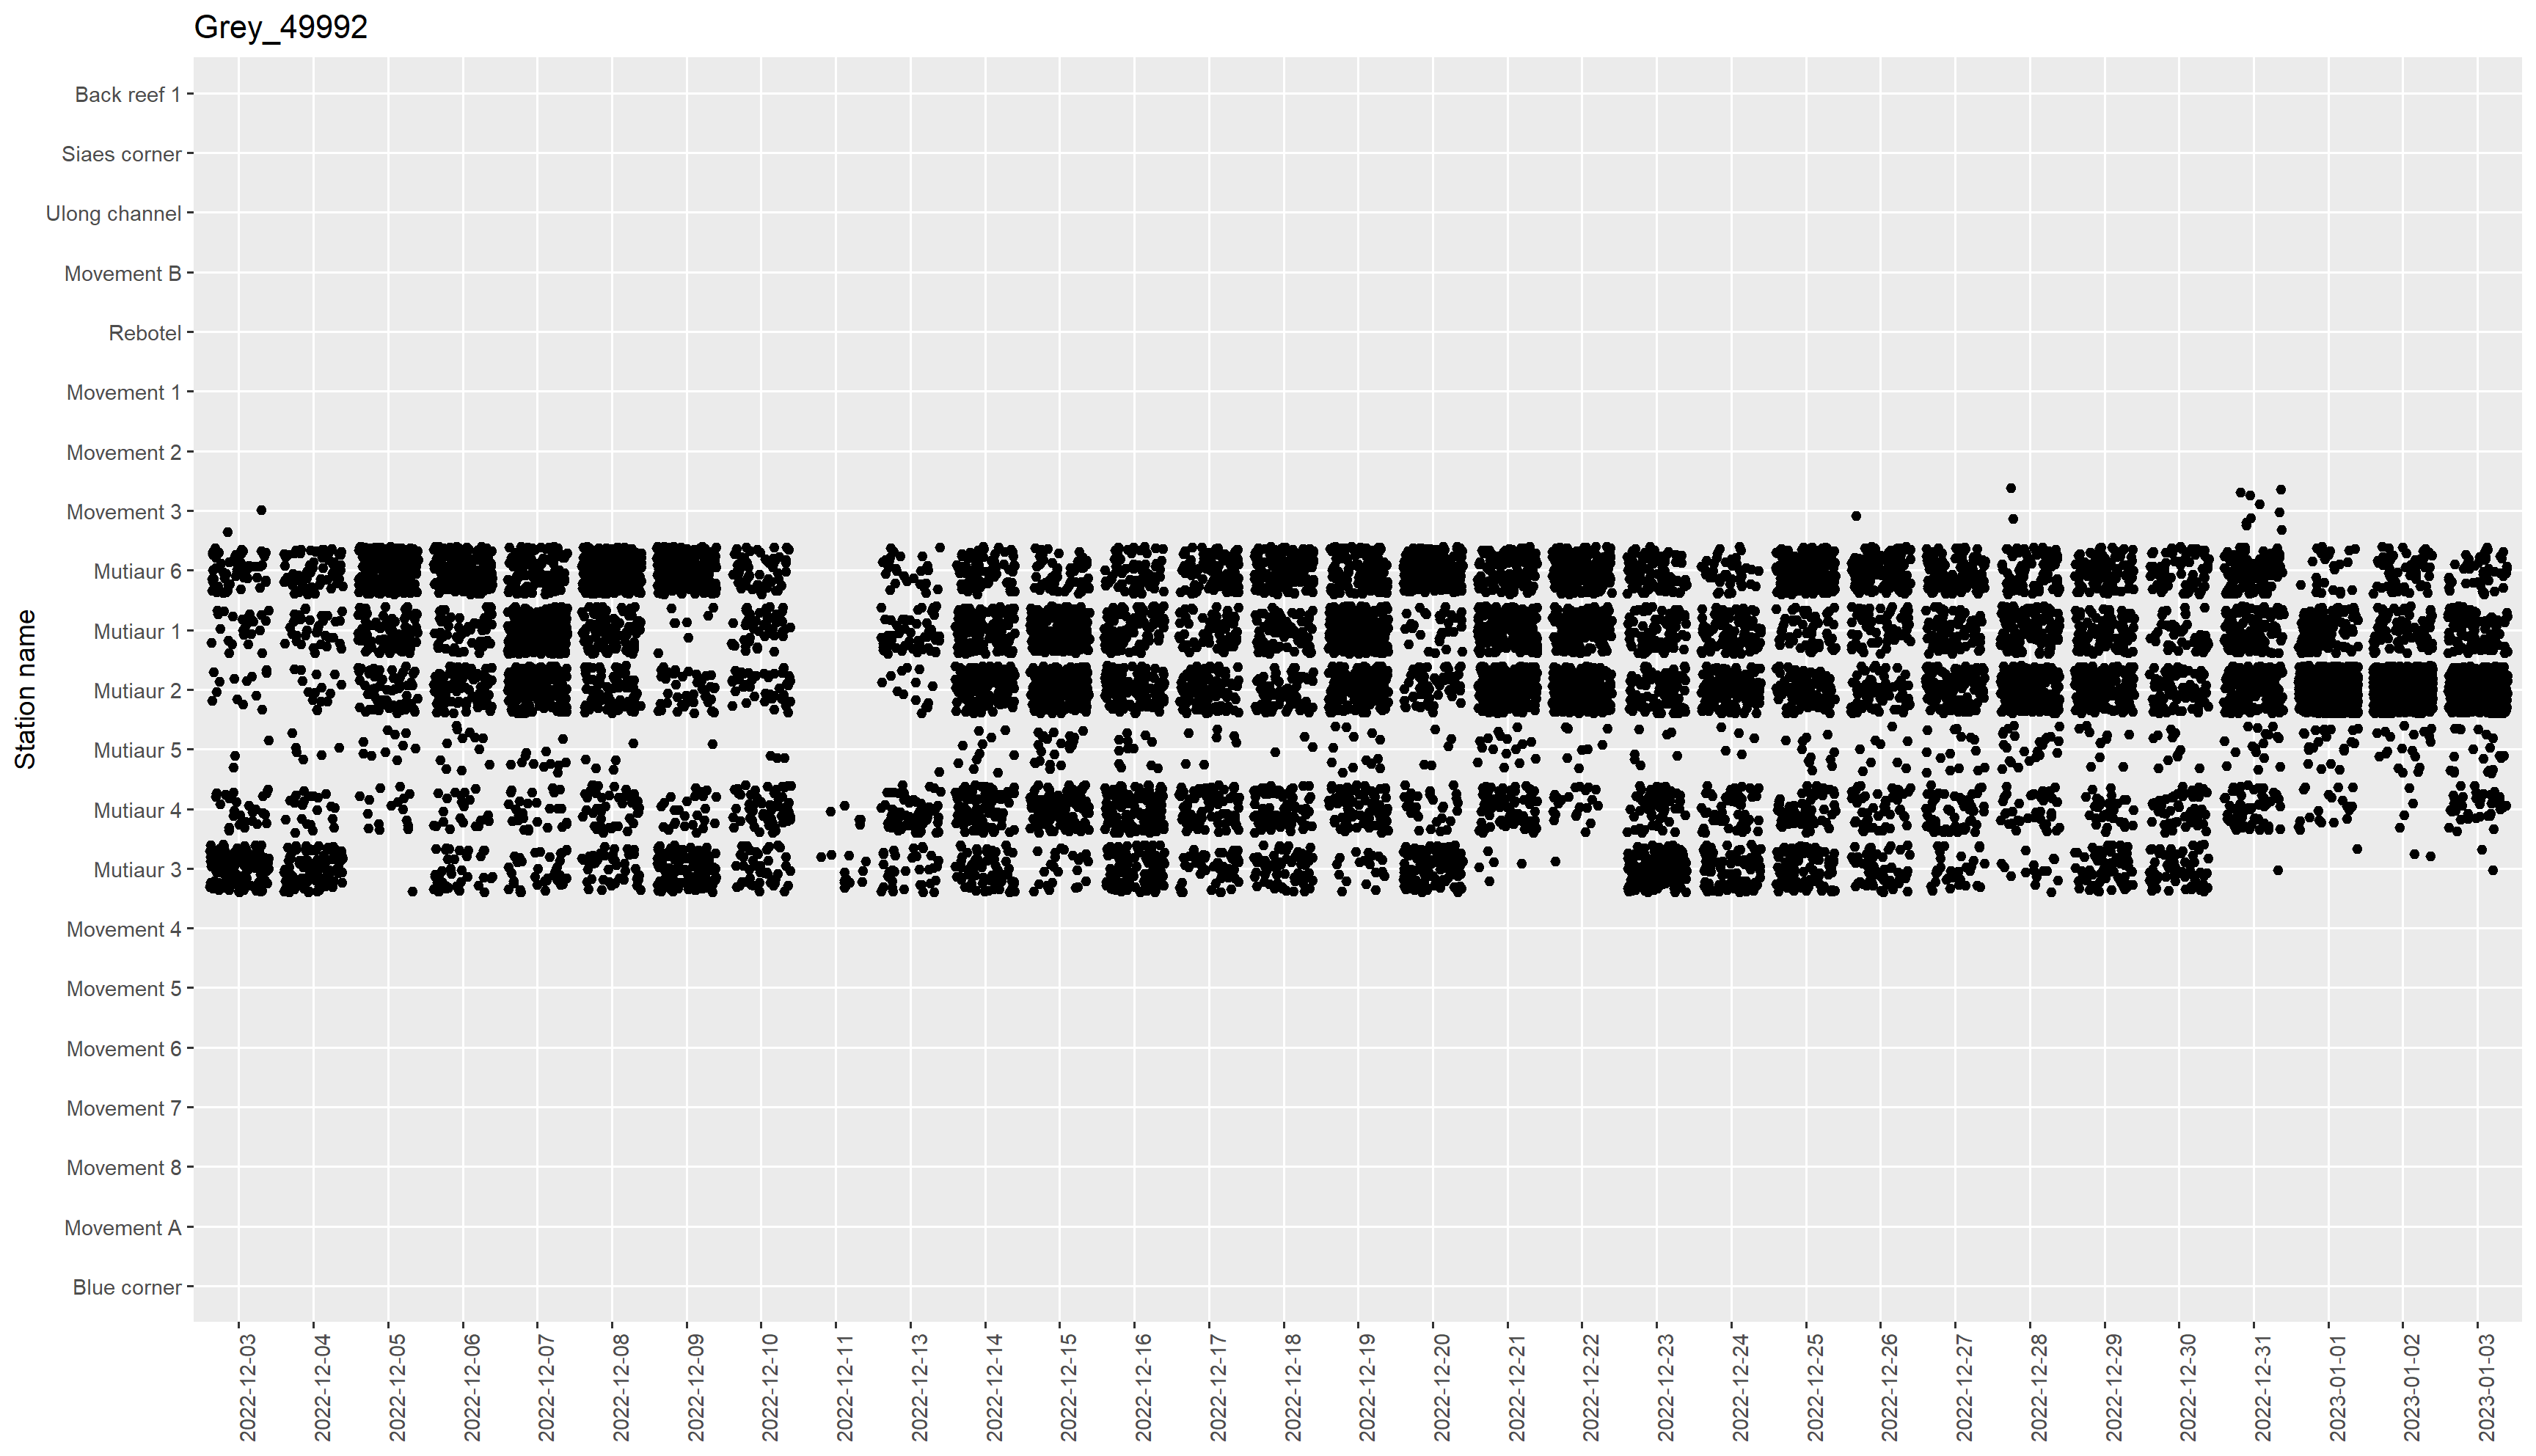 Grey_49992
Station name
Back reef 1
Siaes corner
Ulong channel
Movement B
Rebotel
Movement 1
Movement 2
Movement 3
Mutiaur 6
Mutiaur 1
Mutiaur 2
Mutiaur 5
Mutiaur 4
Mutiaur 3
Movement 4
Movement 5
Movement 6
Movement 7
Movement 8
Movement A
Blue corner
2022-12-03
2022-12-04
2022-12-05
2022-12-06
2022-12-07
2022-12-08
2022-12-09
2022-12-10
2022-12-11
2022-12-13
2022-12-14
2022-12-15
2022-12-16
2022-12-17
2022-12-18
2022-12-19
2022-12-20
2022-12-21
2022-12-22
2022-12-23
2022-12-24
2022-12-25
2022-12-26
2022-12-27
2022-12-28
2022-12-29
2022-12-30
2022-12-31
2023-01-01
2023-01-02
2023-01-03